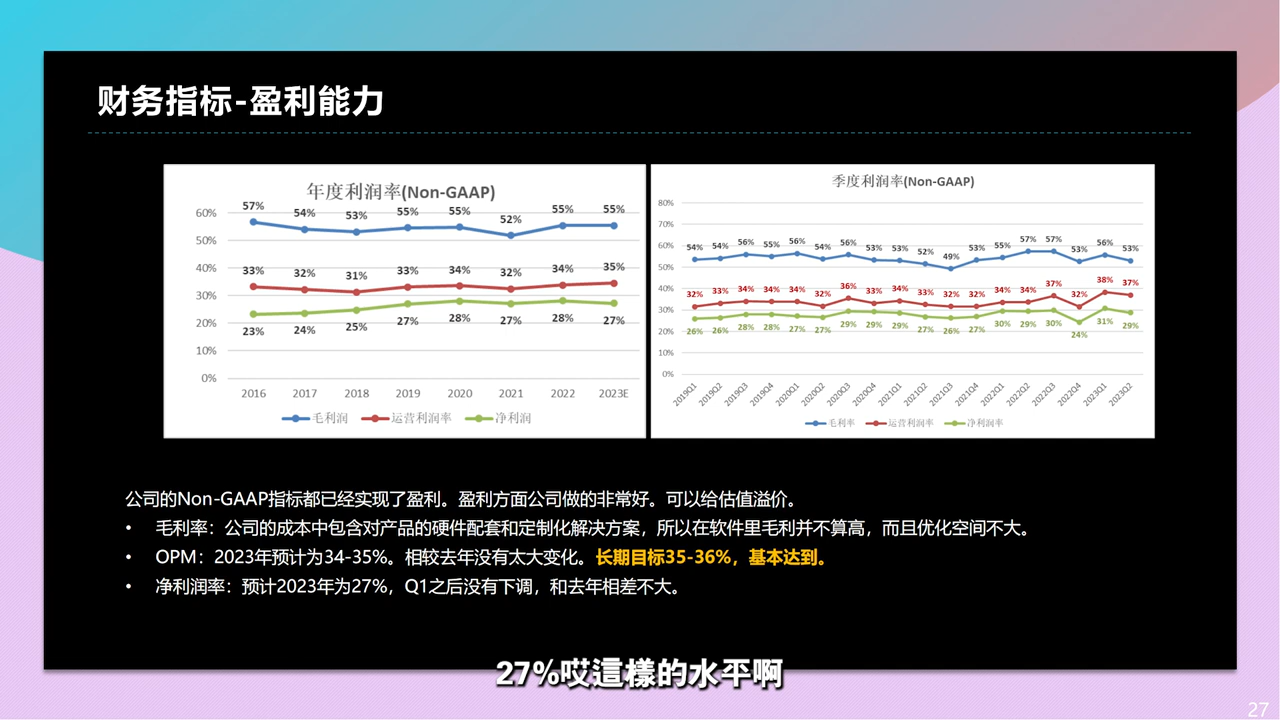 财务指标-盈利能力
年度利润率(Non-GAAP)
60%
50%
40%
30%
20%
10%
0%
57% 54% 53% 55% 55% 52% 55% 55%
33% 32% 31% 33% 34% 32% 34% 35%
23% 24% 25% 27% 28% 27% 28% 27%
2016 2017 2018 2019 2020 2021 2022 2023E
毛利润 运营利润率 净利润
季度利润率(Non-GAAP)
80%
70%
60%
50%
40%
30%
20%
10%
0%
54% 54% 56% 55% 56% 54% 56% 53% 53% 52% 49% 53% 55% 57% 57% 53% 56% 53%
32% 33% 34% 34% 34% 32% 36% 33% 34% 33% 32% 32% 34% 34% 37% 32% 38% 37%
26% 26% 28% 28% 27% 27% 29% 29% 29% 27% 26% 27% 30% 29% 30% 24% 31% 29%
2019Q1 2019Q2 2019Q3 2019Q4 2020Q1 2020Q2 2020Q3 2020Q4 2021Q1 2021Q2 2021Q3 2021Q4 2022Q1 2022Q2 2022Q3 2022Q4 2023Q1 2023Q2
毛利率 运营利润率 净利润率
公司的Non-GAAP指标都已经实现了盈利。盈利方面公司做的非常好。可以给估值溢价。
• 毛利率：公司的成本中包含对产品的硬件配套和定制化解决方案，所以在软件里毛利并不算高，而且优化空间不大。
• OPM：2023年预计为34-35%。相较去年没有太大变化。长期目标35-36%，基本达到。
• 净利润率：预计2023年为27%，Q1之后没有下调，和去年相差不大。
27%哎這樣的水平啊
27